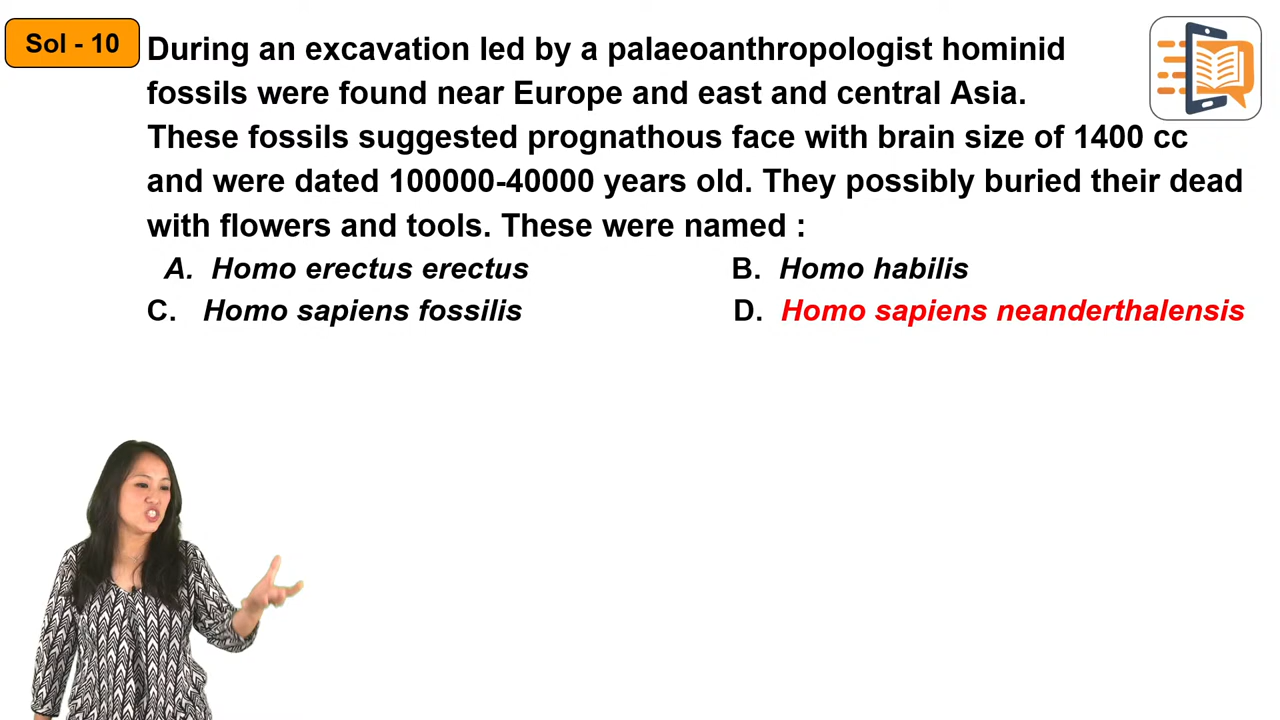 Sol - 10
During an excavation led by a palaeoanthropologist hominid
fossils were found near Europe and east and central Asia.
These fossils suggested prognathous face with brain size of 1400 cc
and were dated 100000-40000 years old. They possibly buried their dead
with flowers and tools. These were named :
A. Homo erectus erectus B. Homo habilis
C. Homo sapiens fossilis D. Homo sapiens neanderthalensis